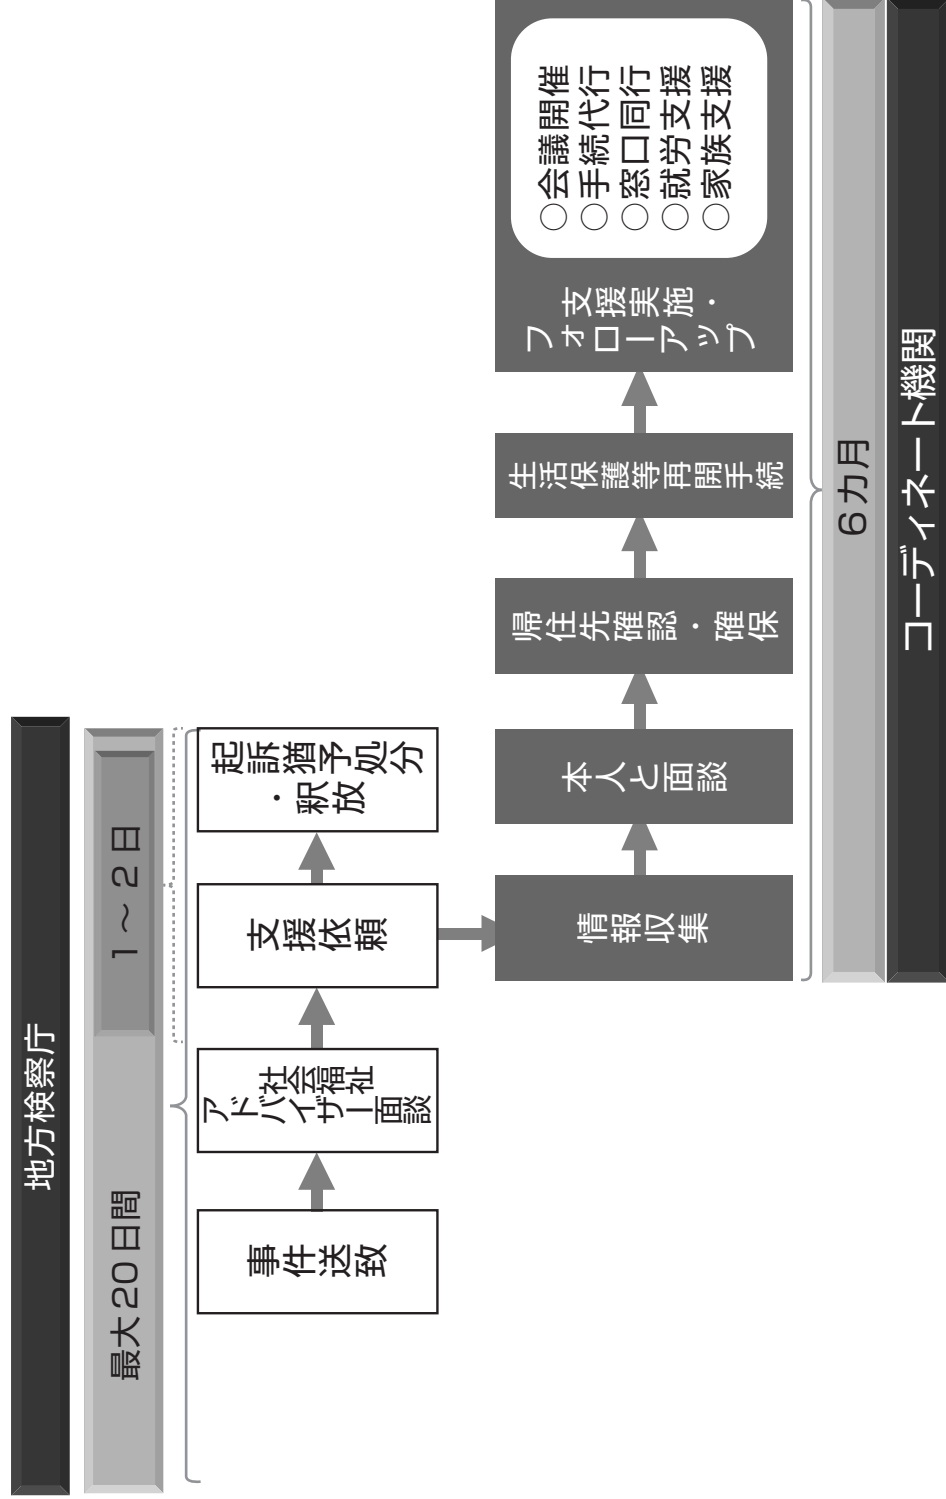 地方検察庁
最大20日間
1～2日
事件送致
社会福祉
アドバイザー面談
支援依頼
起訴猶予処分
・釈放
情報収集
本人と面談
帰住先確認・確保
生活保護等再開手続
支援実施・
フォローアップ
○会議開催
○手続代行
○窓口同行
○就労支援
○家族支援
6カ月
コーディネート機関